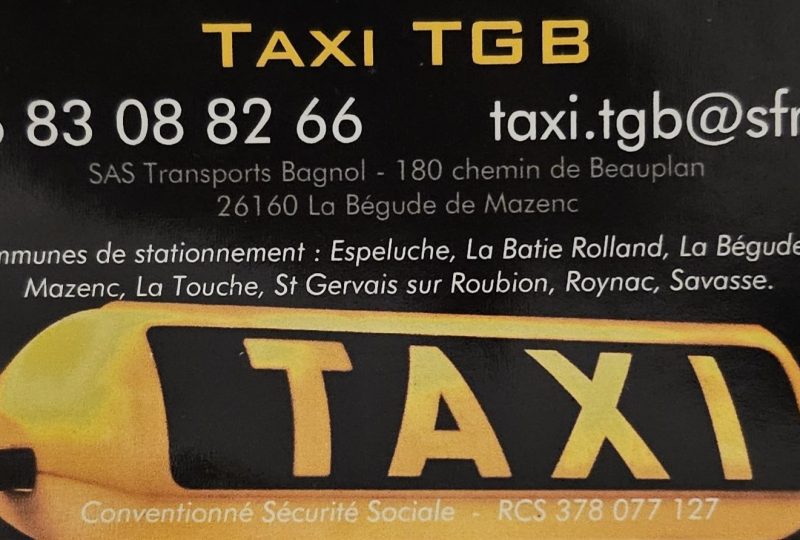 TAXI TGB
83 08 82 66 taxi.tgb@sfr
SAS Transports Bagnol - 180 chemin de Beauplan
26160 La Bégude de Mazenc
mmunes de stationnement : Espeluche, La Batie Rolland, La Bégude
Mazenc, La Touche, St Gervais sur Roubion, Roynac, Savasse.
TAXI
Conventionné Sécurité Sociale - RCS 378 077 127